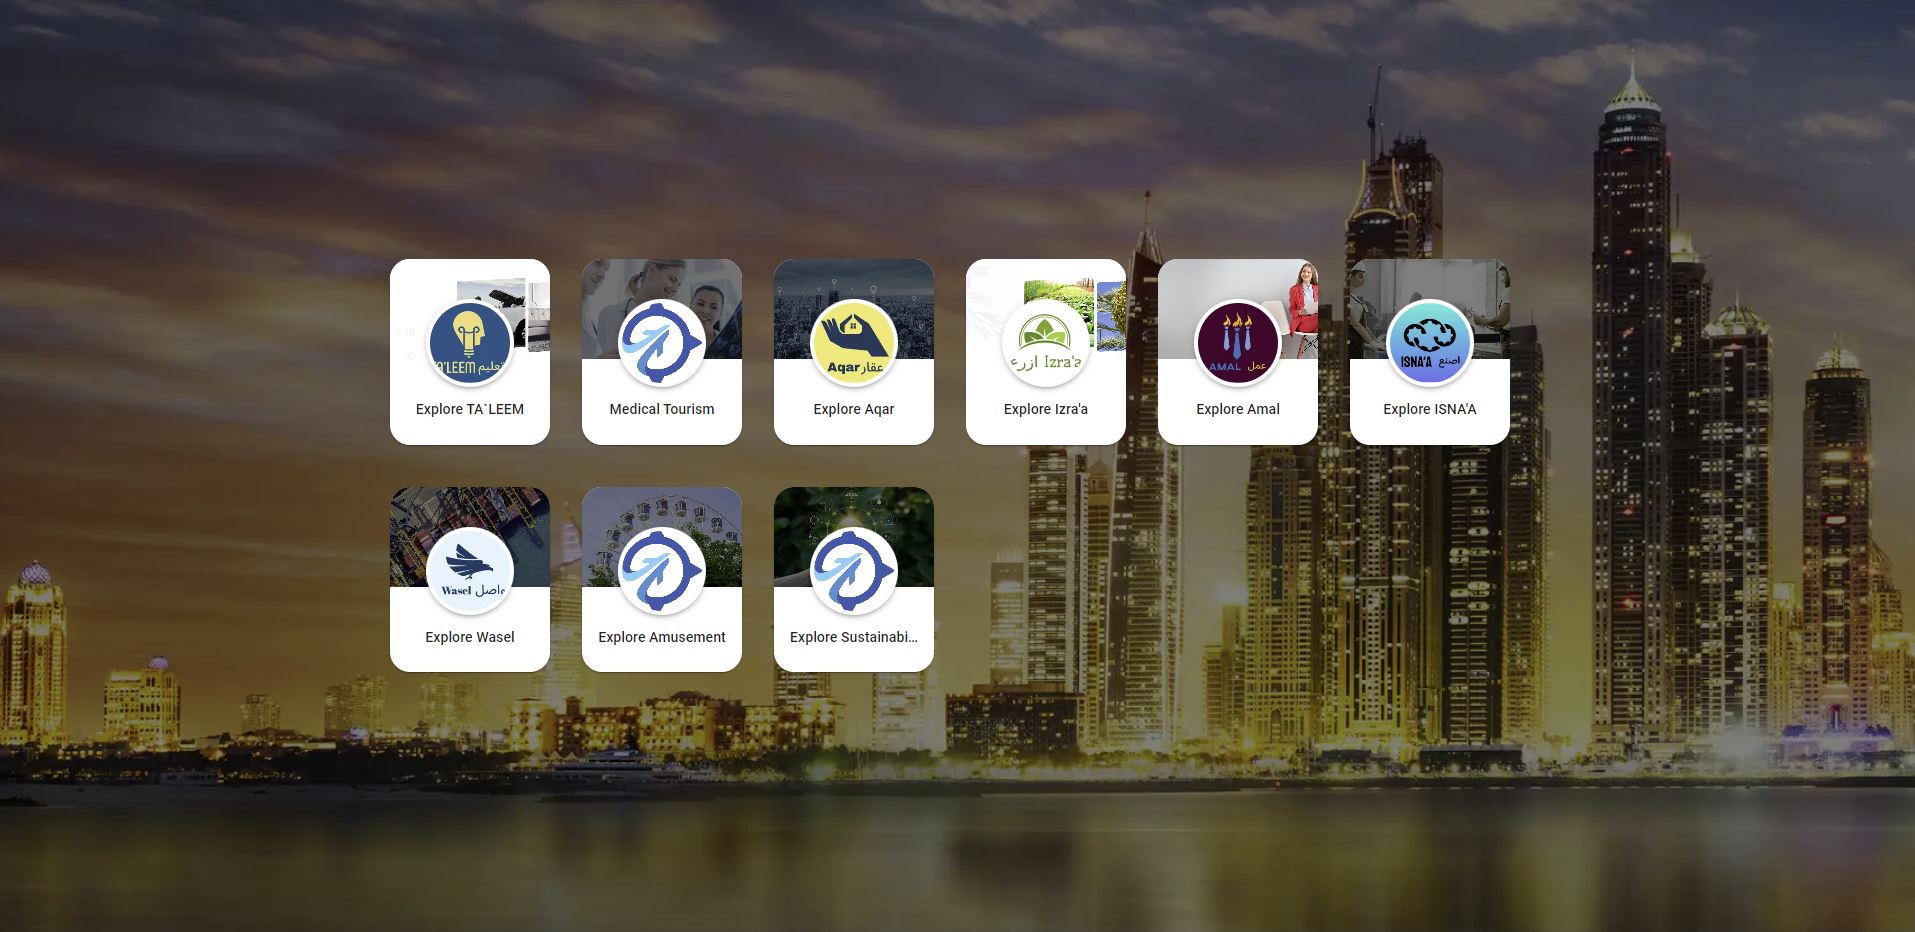 A'LEEM تعليم
Explore TA`LEEM
Medical Tourism
Aqar عقار
Explore Aqar
ازرع Izra'a
Explore Izra'a
AMAL عمل
Explore Amal
ISNA'A اصنع
Explore ISNA'A
Wasel واصل
Explore Wasel
Explore Amusement
Explore Sustainabi...